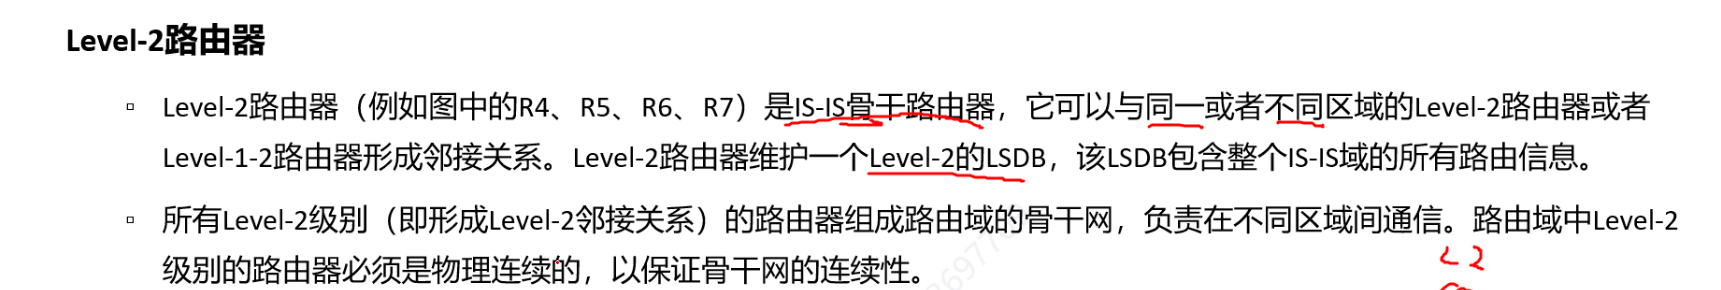 Level-2路由器
▫ Level-2路由器（例如图中的R4、R5、R6、R7）是IS-IS骨干路由器，它可以与同一或者不同区域的Level-2路由器或者
Level-1-2路由器形成邻接关系。Level-2路由器维护一个Level-2的LSDB，该LSDB包含整个IS-IS域的所有路由信息。
▫ 所有Level-2级别（即形成Level-2邻接关系）的路由器组成路由域的骨干网，负责在不同区域间通信。路由域中Level-2
级别的路由器必须是物理连续的，以保证骨干网的连续性。
L2